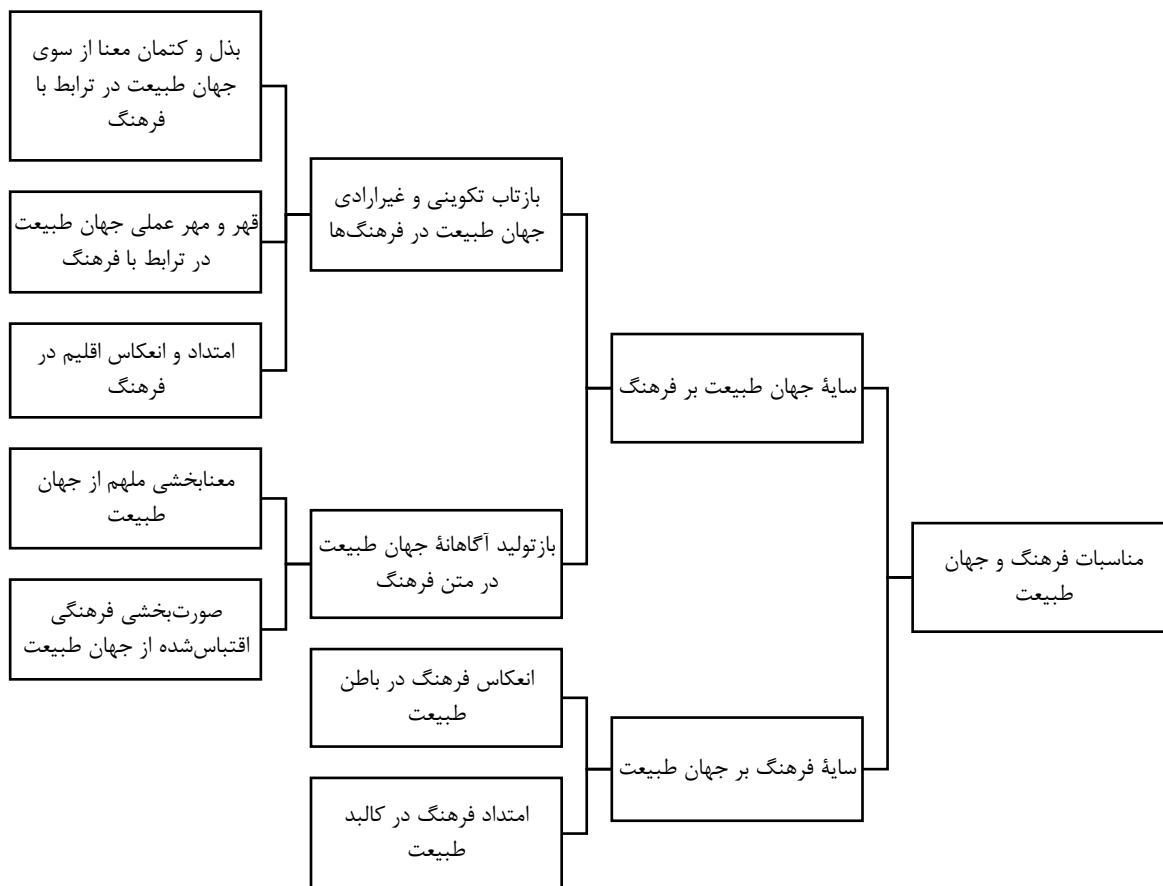 مناسبات فرهنگ و جهان
طبیعت
سایۀ جهان طبیعت بر فرهنگ
بازتاب تکوینی و غیرارادی
جهان طبیعت در فرهنگ‌ها
بذل و کتمان معنا از سوی
جهان طبیعت در ترابط با
فرهنگ
قهر و مهر عملی جهان طبیعت
در ترابط با فرهنگ
امتداد و انعکاس اقلیم در
فرهنگ
بازتولید آگاهانۀ جهان طبیعت
در متن فرهنگ
معنابخشی ملهم از جهان
طبیعت
صورت‌بخشی فرهنگی
اقتباس‌شده از جهان طبیعت
سایۀ فرهنگ بر جهان طبیعت
انعکاس فرهنگ در باطن
طبیعت
امتداد فرهنگ در کالبد
طبیعت